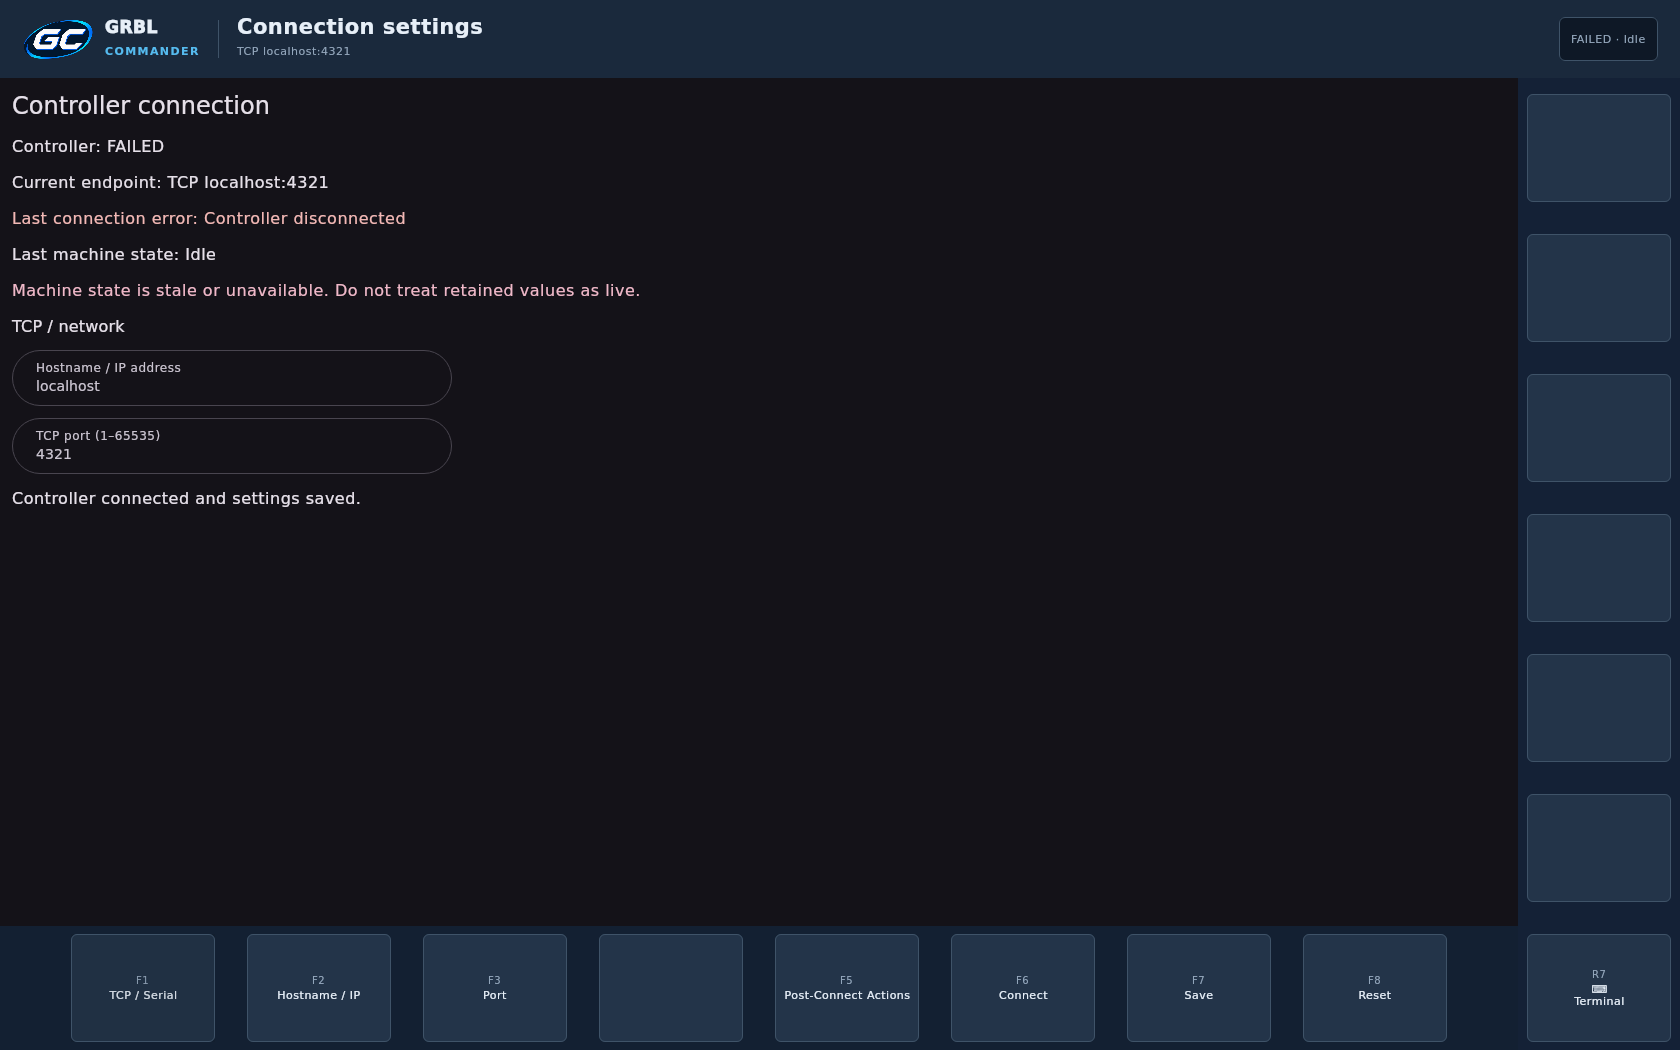 GC
GRBL
COMMANDER
Connection settings
TCP localhost:4321
FAILED · Idle
Controller connection
Controller: FAILED
Current endpoint: TCP localhost:4321
Last connection error: Controller disconnected
Last machine state: Idle
Machine state is stale or unavailable. Do not treat retained values as live.
TCP / network
Hostname / IP address
localhost
TCP port (1–65535)
4321
Controller connected and settings saved.
F1
TCP / Serial
F2
Hostname / IP
F3
Port
F5
Post-Connect Actions
F6
Connect
F7
Save
F8
Reset
R7
Terminal